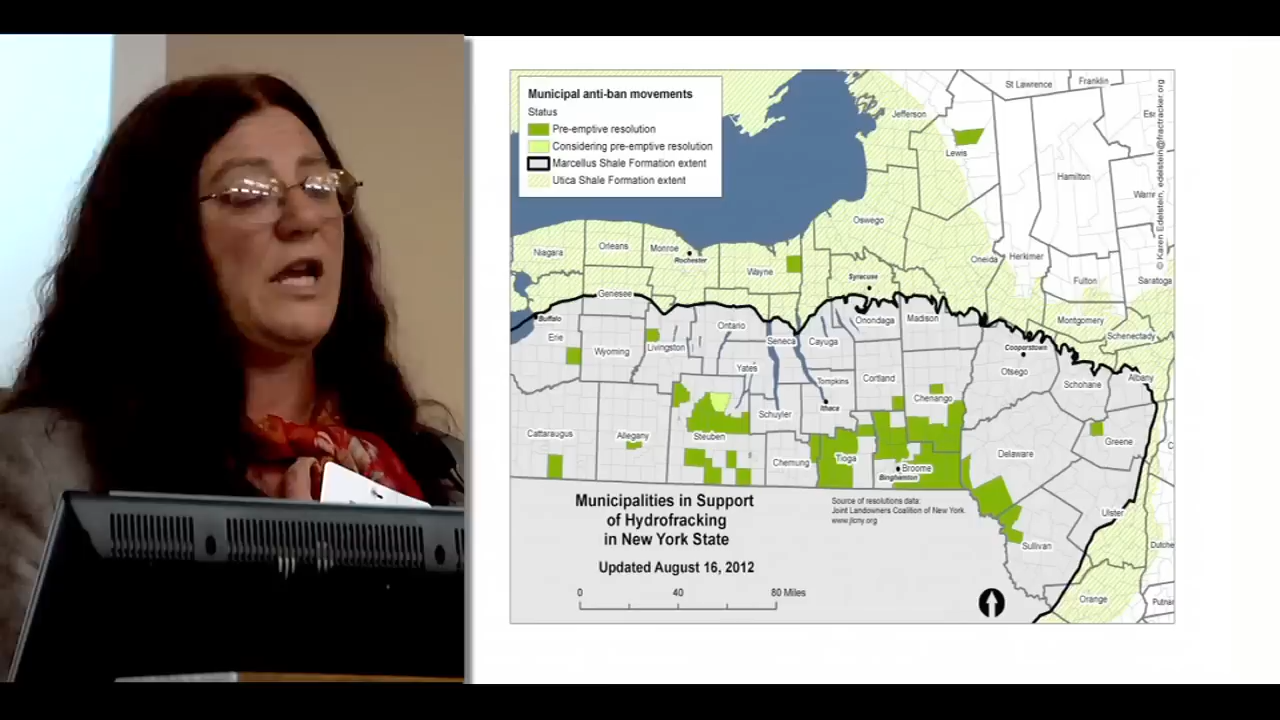 Municipal anti-ban movements
Status
Pre-emptive resolution
Considering pre-emptive resolution
Marcellus Shale Formation extent
Utica Shale Formation extent
St Lawrence
Franklin
Jefferson
Lewis
Hamilton
© Karen Edelstein, edelstein@fractracker.org
Oswego
Oneida
Herkimer
Fulton
Saratoga
Niagara
Orleans
Monroe
Rochester
Wayne
Syracuse
Genesee
Buffalo
Erie
Wyoming
Livingston
Ontario
Seneca
Cayuga
Onondaga
Madison
Montgomery
Schenectady
Cooperstown
Otsego
Schoharie
Albany
Yates
Tompkins
Ithaca
Cortland
Chenango
Schuyler
Cattaraugus
Allegany
Steuben
Chemung
Tioga
Broome
Binghamton
Delaware
Greene
Ulster
Sullivan
Orange
Municipalities in Support
of Hydrofracking
in New York State
Updated August 16, 2012
Source of resolutions data:
Joint Landowners Coalition of New York
www.jlcny.org
0 40 80 Miles